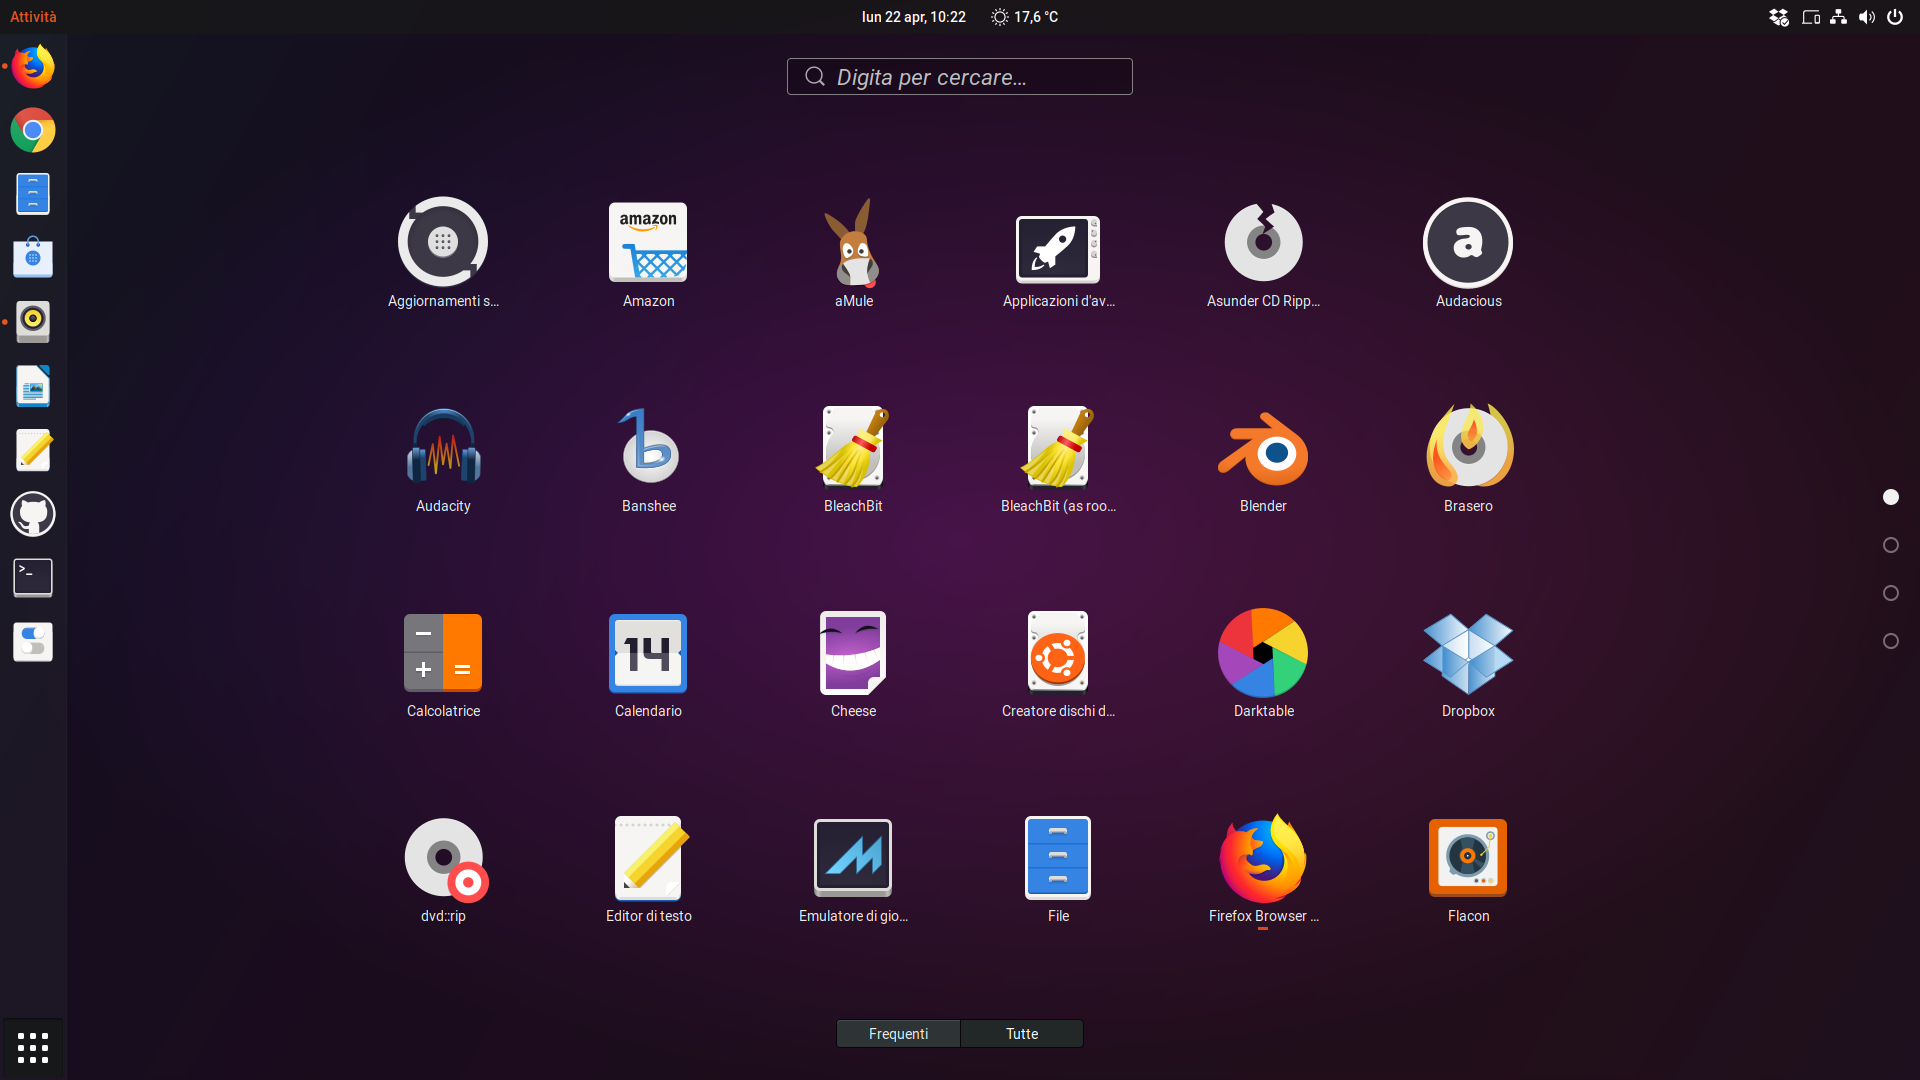 Attività
lun 22 apr, 10:22
17,6 °C
Digita per cercare...
amazon
a
Aggiornamenti s...
Amazon
aMule
Applicazioni d'av...
Asunder CD Ripp...
Audacious
Audacity
Banshee
BleachBit
BleachBit (as roo...
Blender
Brasero
14
Calcolatrice
Calendario
Cheese
Creatore dischi d...
Darktable
Dropbox
dvd::rip
Editor di testo
Emulatore di gio...
File
Firefox Browser ...
Flacon
Frequenti
Tutte